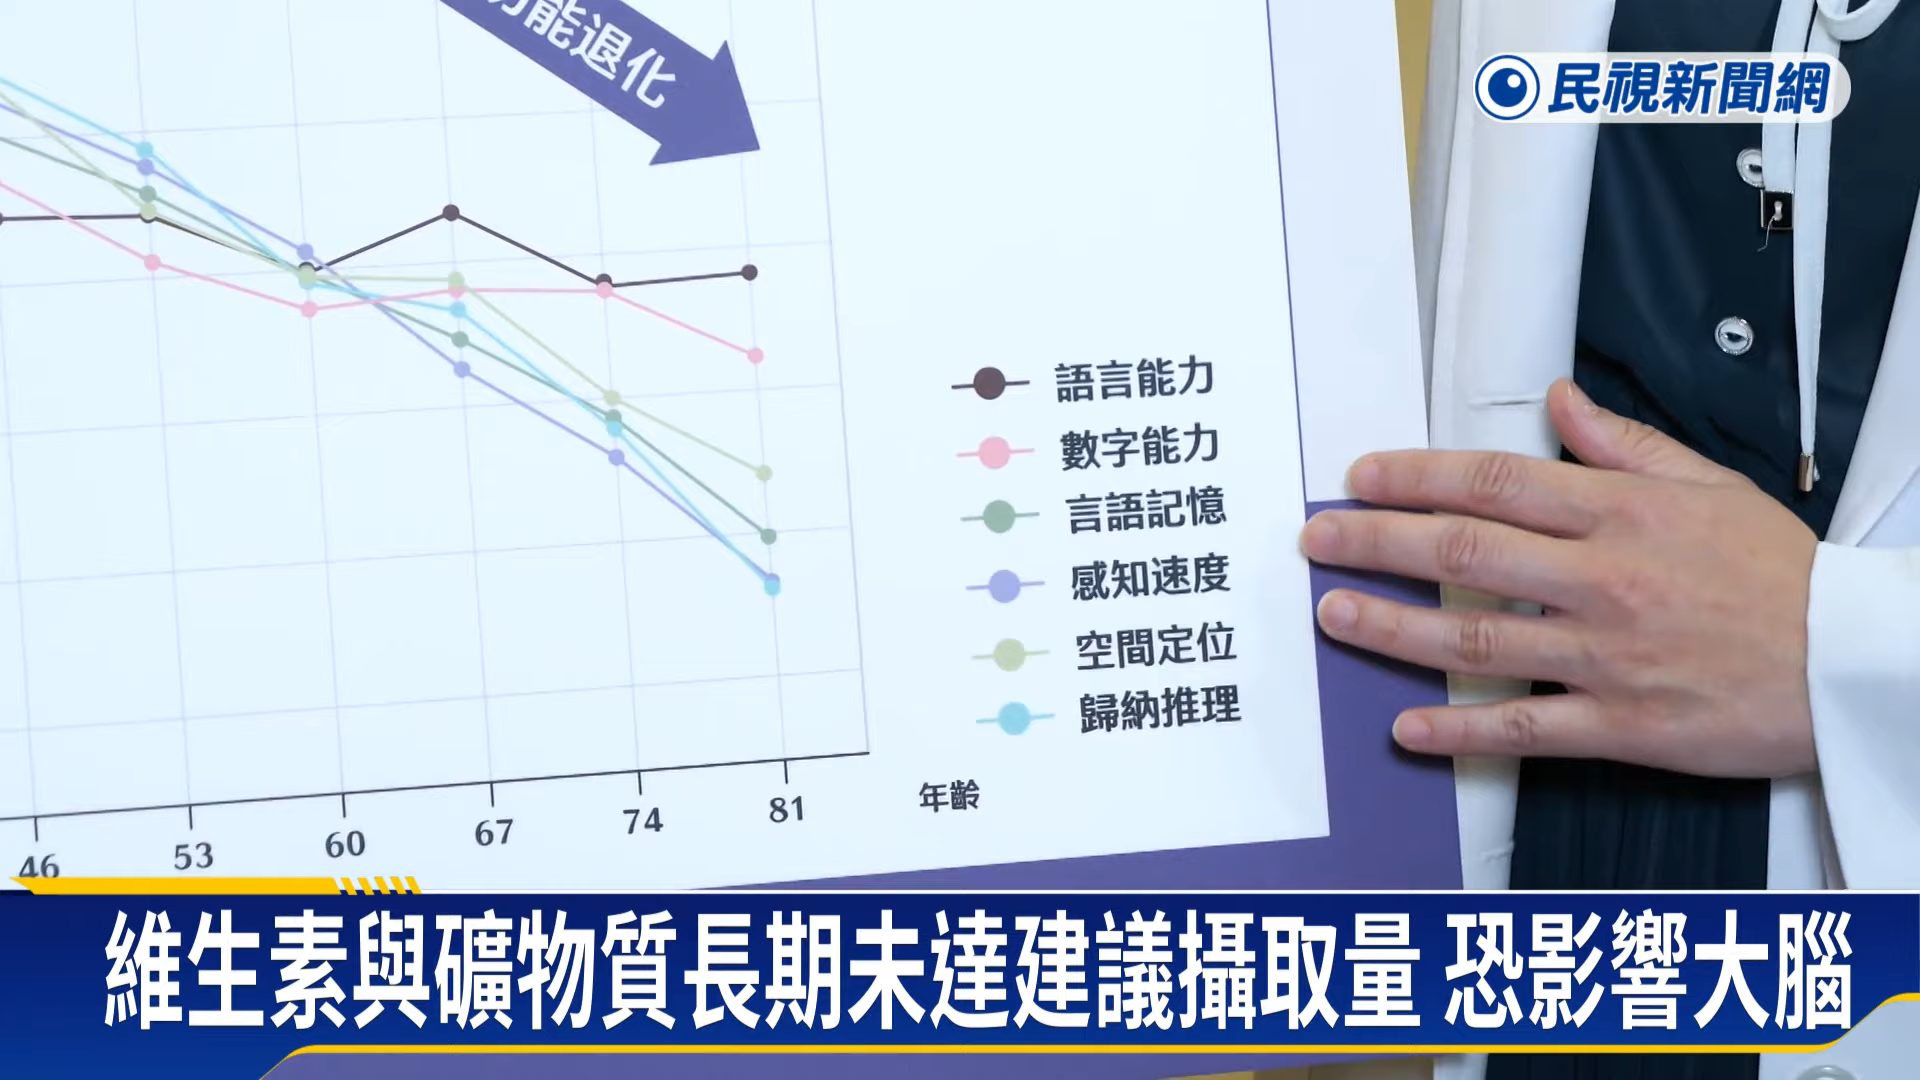 能退化
民視新聞網
語言能力
數字能力
言語記憶
感知速度
空間定位
歸納推理
年齡
46
53
60
67
74
81
維生素與礦物質長期未達建議攝取量 恐影響大腦